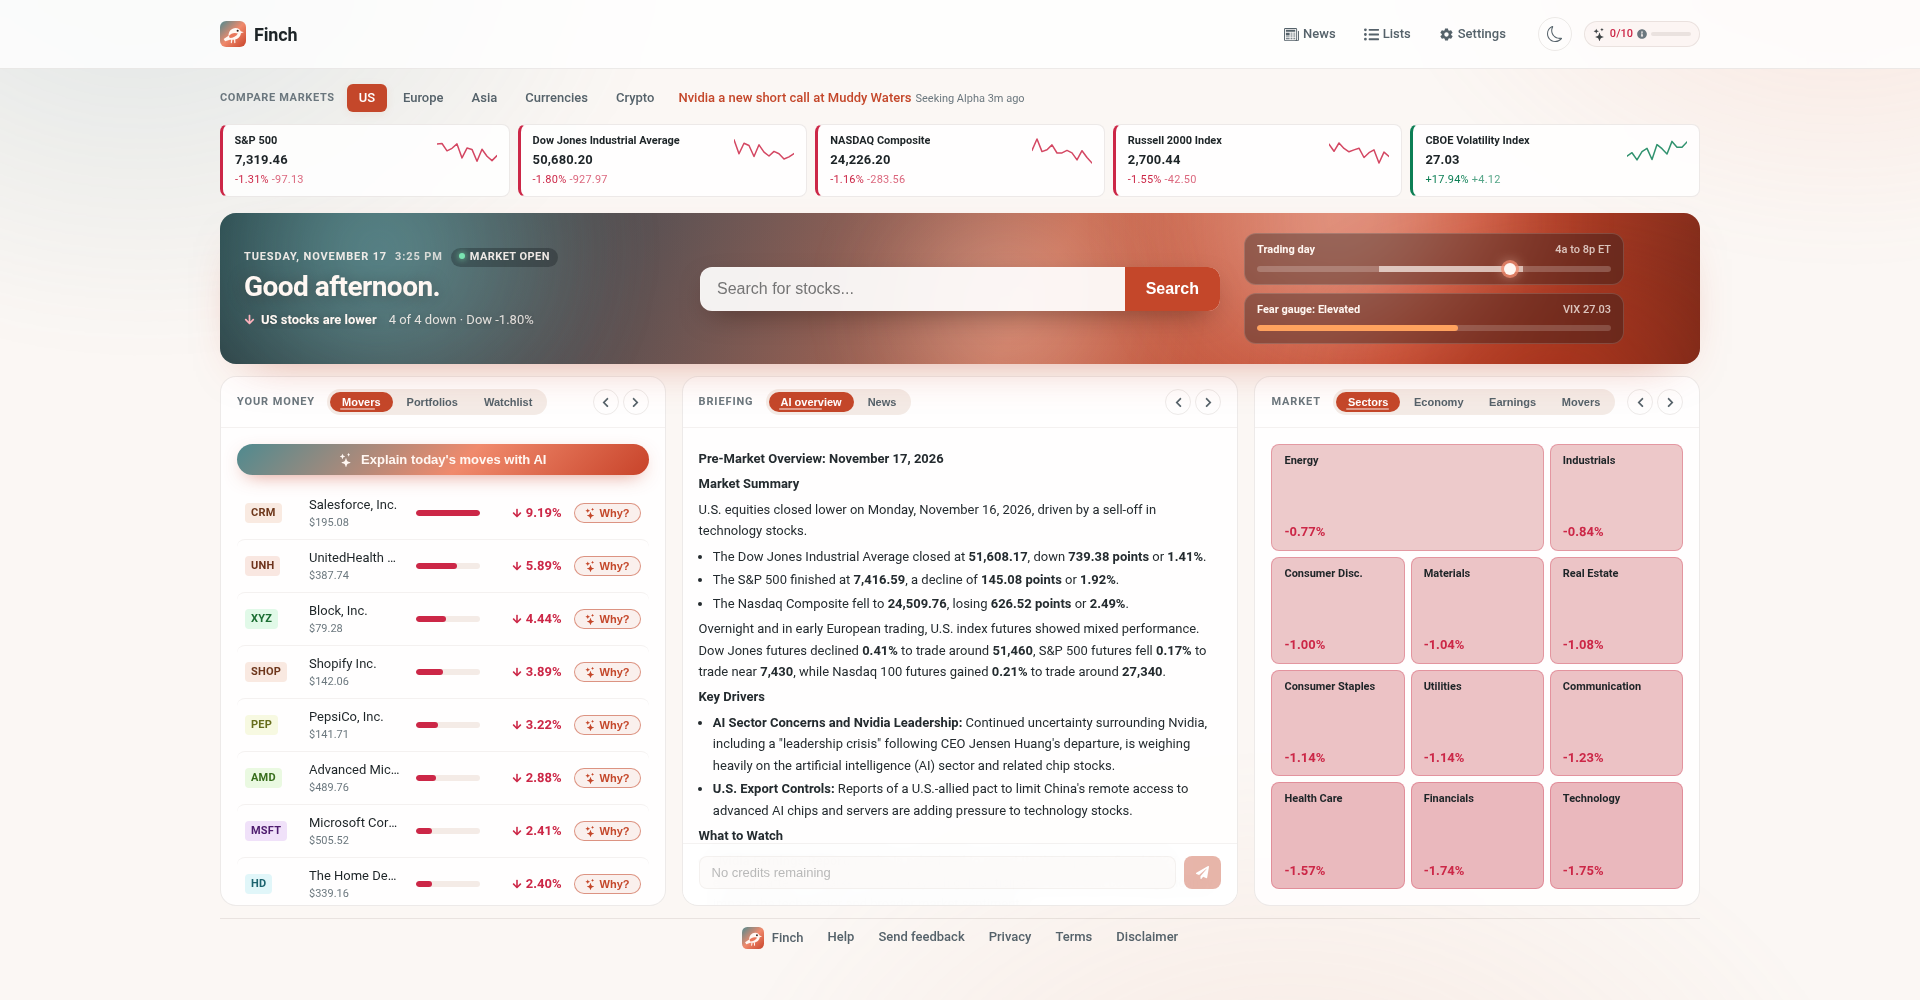 Finch
News
Lists
Settings
0/10
COMPARE MARKETS
US
Europe
Asia
Currencies
Crypto
Nvidia a new short call at Muddy Waters Seeking Alpha 3m ago
S&P 500
7,319.46
-1.31% -97.13
Dow Jones Industrial Average
50,680.20
-1.80% -927.97
NASDAQ Composite
24,226.20
-1.16% -283.56
Russell 2000 Index
2,700.44
-1.55% -42.50
CBOE Volatility Index
27.03
+17.94% +4.12
TUESDAY, NOVEMBER 17 3:25 PM MARKET OPEN
Good afternoon.
US stocks are lower 4 of 4 down · Dow -1.80%
Search for stocks...
Search
Trading day 4a to 8p ET
Fear gauge: Elevated VIX 27.03
YOUR MONEY
Movers
Portfolios
Watchlist
Explain today's moves with AI
CRM
Salesforce, Inc.
$195.08
9.19%
Why?
UNH
UnitedHealth ...
$387.74
5.89%
Why?
XYZ
Block, Inc.
$79.28
4.44%
Why?
SHOP
Shopify Inc.
$142.06
3.89%
Why?
PEP
PepsiCo, Inc.
$141.71
3.22%
Why?
AMD
Advanced Mic...
$489.76
2.88%
Why?
MSFT
Microsoft Cor...
$505.52
2.41%
Why?
HD
The Home De...
$339.16
2.40%
Why?
BRIEFING
AI overview
News
Pre-Market Overview: November 17, 2026
Market Summary
U.S. equities closed lower on Monday, November 16, 2026, driven by a sell-off in
technology stocks.
• The Dow Jones Industrial Average closed at 51,608.17, down 739.38 points or 1.41%.
• The S&P 500 finished at 7,416.59, a decline of 145.08 points or 1.92%.
• The Nasdaq Composite fell to 24,509.76, losing 626.52 points or 2.49%.
Overnight and in early European trading, U.S. index futures showed mixed performance.
Dow Jones futures declined 0.41% to trade around 51,460, S&P 500 futures fell 0.17% to
trade near 7,430, while Nasdaq 100 futures gained 0.21% to trade around 27,340.
Key Drivers
• AI Sector Concerns and Nvidia Leadership: Continued uncertainty surrounding Nvidia,
including a "leadership crisis" following CEO Jensen Huang's departure, is weighing
heavily on the artificial intelligence (AI) sector and related chip stocks.
• U.S. Export Controls: Reports of a U.S.-allied pact to limit China's remote access to
advanced AI chips and servers are adding pressure to technology stocks.
What to Watch
No credits remaining
MARKET
Sectors
Economy
Earnings
Movers
Energy
-0.77%
Industrials
-0.84%
Consumer Disc.
-1.00%
Materials
-1.04%
Real Estate
-1.08%
Consumer Staples
-1.14%
Utilities
-1.14%
Communication
-1.23%
Health Care
-1.57%
Financials
-1.74%
Technology
-1.75%
Finch
Help
Send feedback
Privacy
Terms
Disclaimer